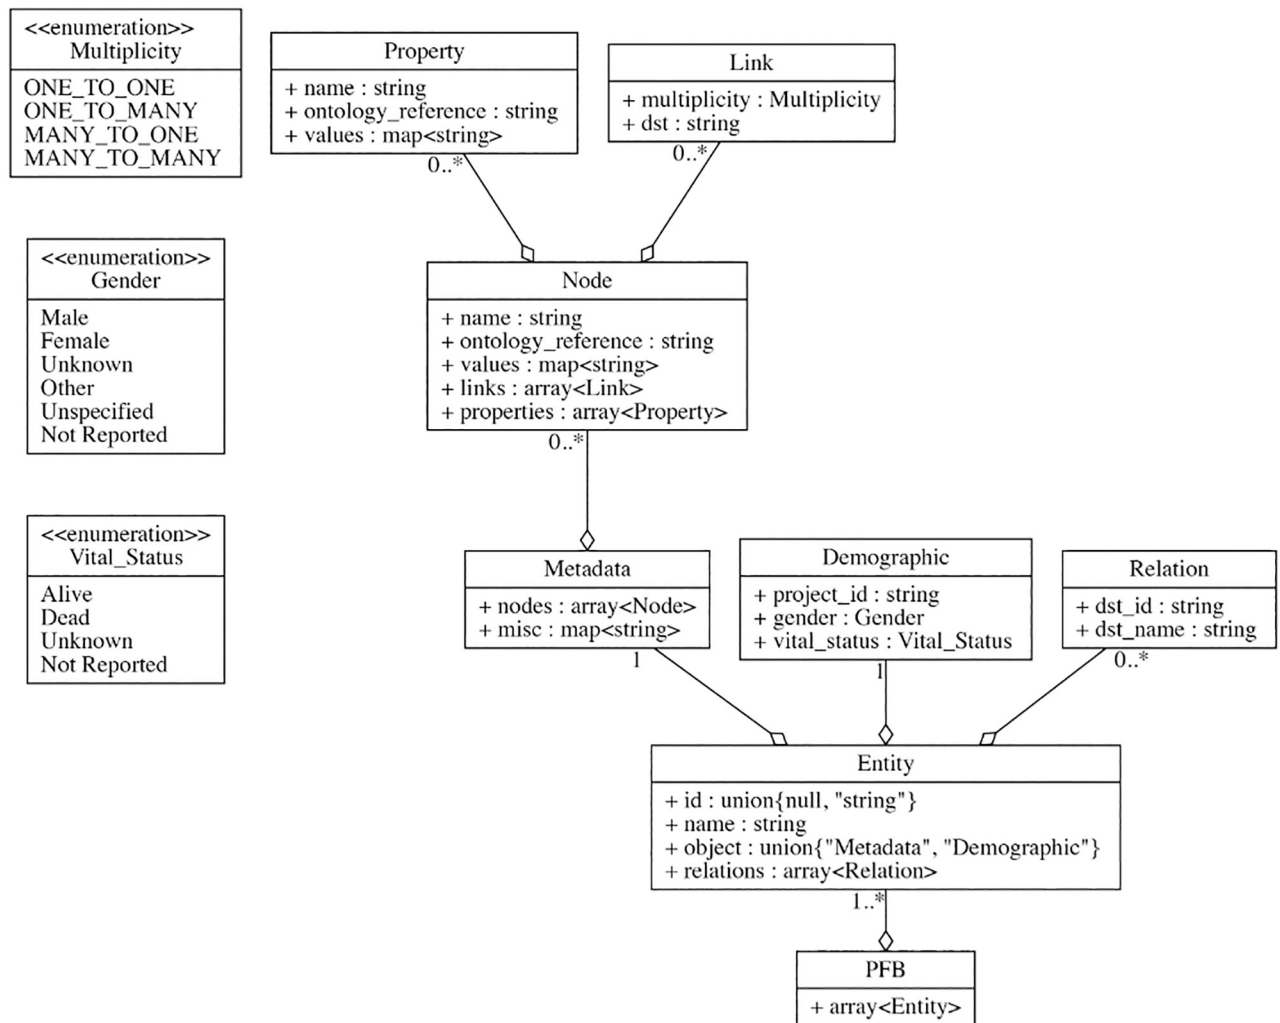 <<enumeration>>
Multiplicity
ONE_TO_ONE
ONE_TO_MANY
MANY_TO_ONE
MANY_TO_MANY
Property
+ name : string
+ ontology_reference : string
+ values : map<string>
0..*
Link
+ multiplicity : Multiplicity
+ dst : string
0..*
<<enumeration>>
Gender
Male
Female
Unknown
Other
Unspecified
Not Reported
Node
+ name : string
+ ontology_reference : string
+ values : map<string>
+ links : array<Link>
+ properties : array<Property>
0..*
<<enumeration>>
Vital_Status
Alive
Dead
Unknown
Not Reported
Metadata
+ nodes : array<Node>
+ misc : map<string>
1
Demographic
+ project_id : string
+ gender : Gender
+ vital_status : Vital_Status
1
Relation
+ dst_id : string
+ dst_name : string
0..*
Entity
+ id : union{null, "string"}
+ name : string
+ object : union{"Metadata", "Demographic"}
+ relations : array<Relation>
1..*
PFB
+ array<Entity>